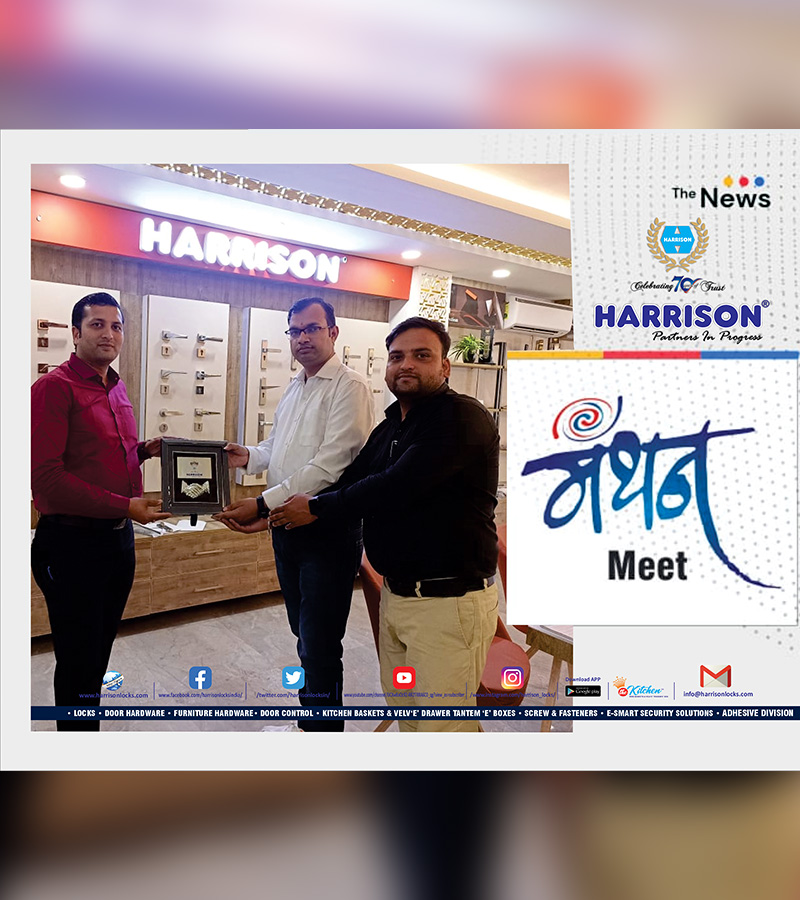 HARRISON
The News
HARRISON
Celebrating 70 of Trust
HARRISON®
Partners In Progress
मंथन
Meet
www.harrisonlocks.com
www.facebook.com/harrisonlocksindia/
/twitter.com/harrisonlocks
Download APP
Google play
Kitchen
info@harrisonlocks.com
• LOCKS • DOOR HARDWARE • FURNITURE HARDWARE • DOOR CONTROL • KITCHEN BASKETS & VELV'E' DRAWER TANTEM 'E' BOXES • SCREW & FASTENERS • E-SMART SECURITY SOLUTIONS • ADHESIVE DIVISION